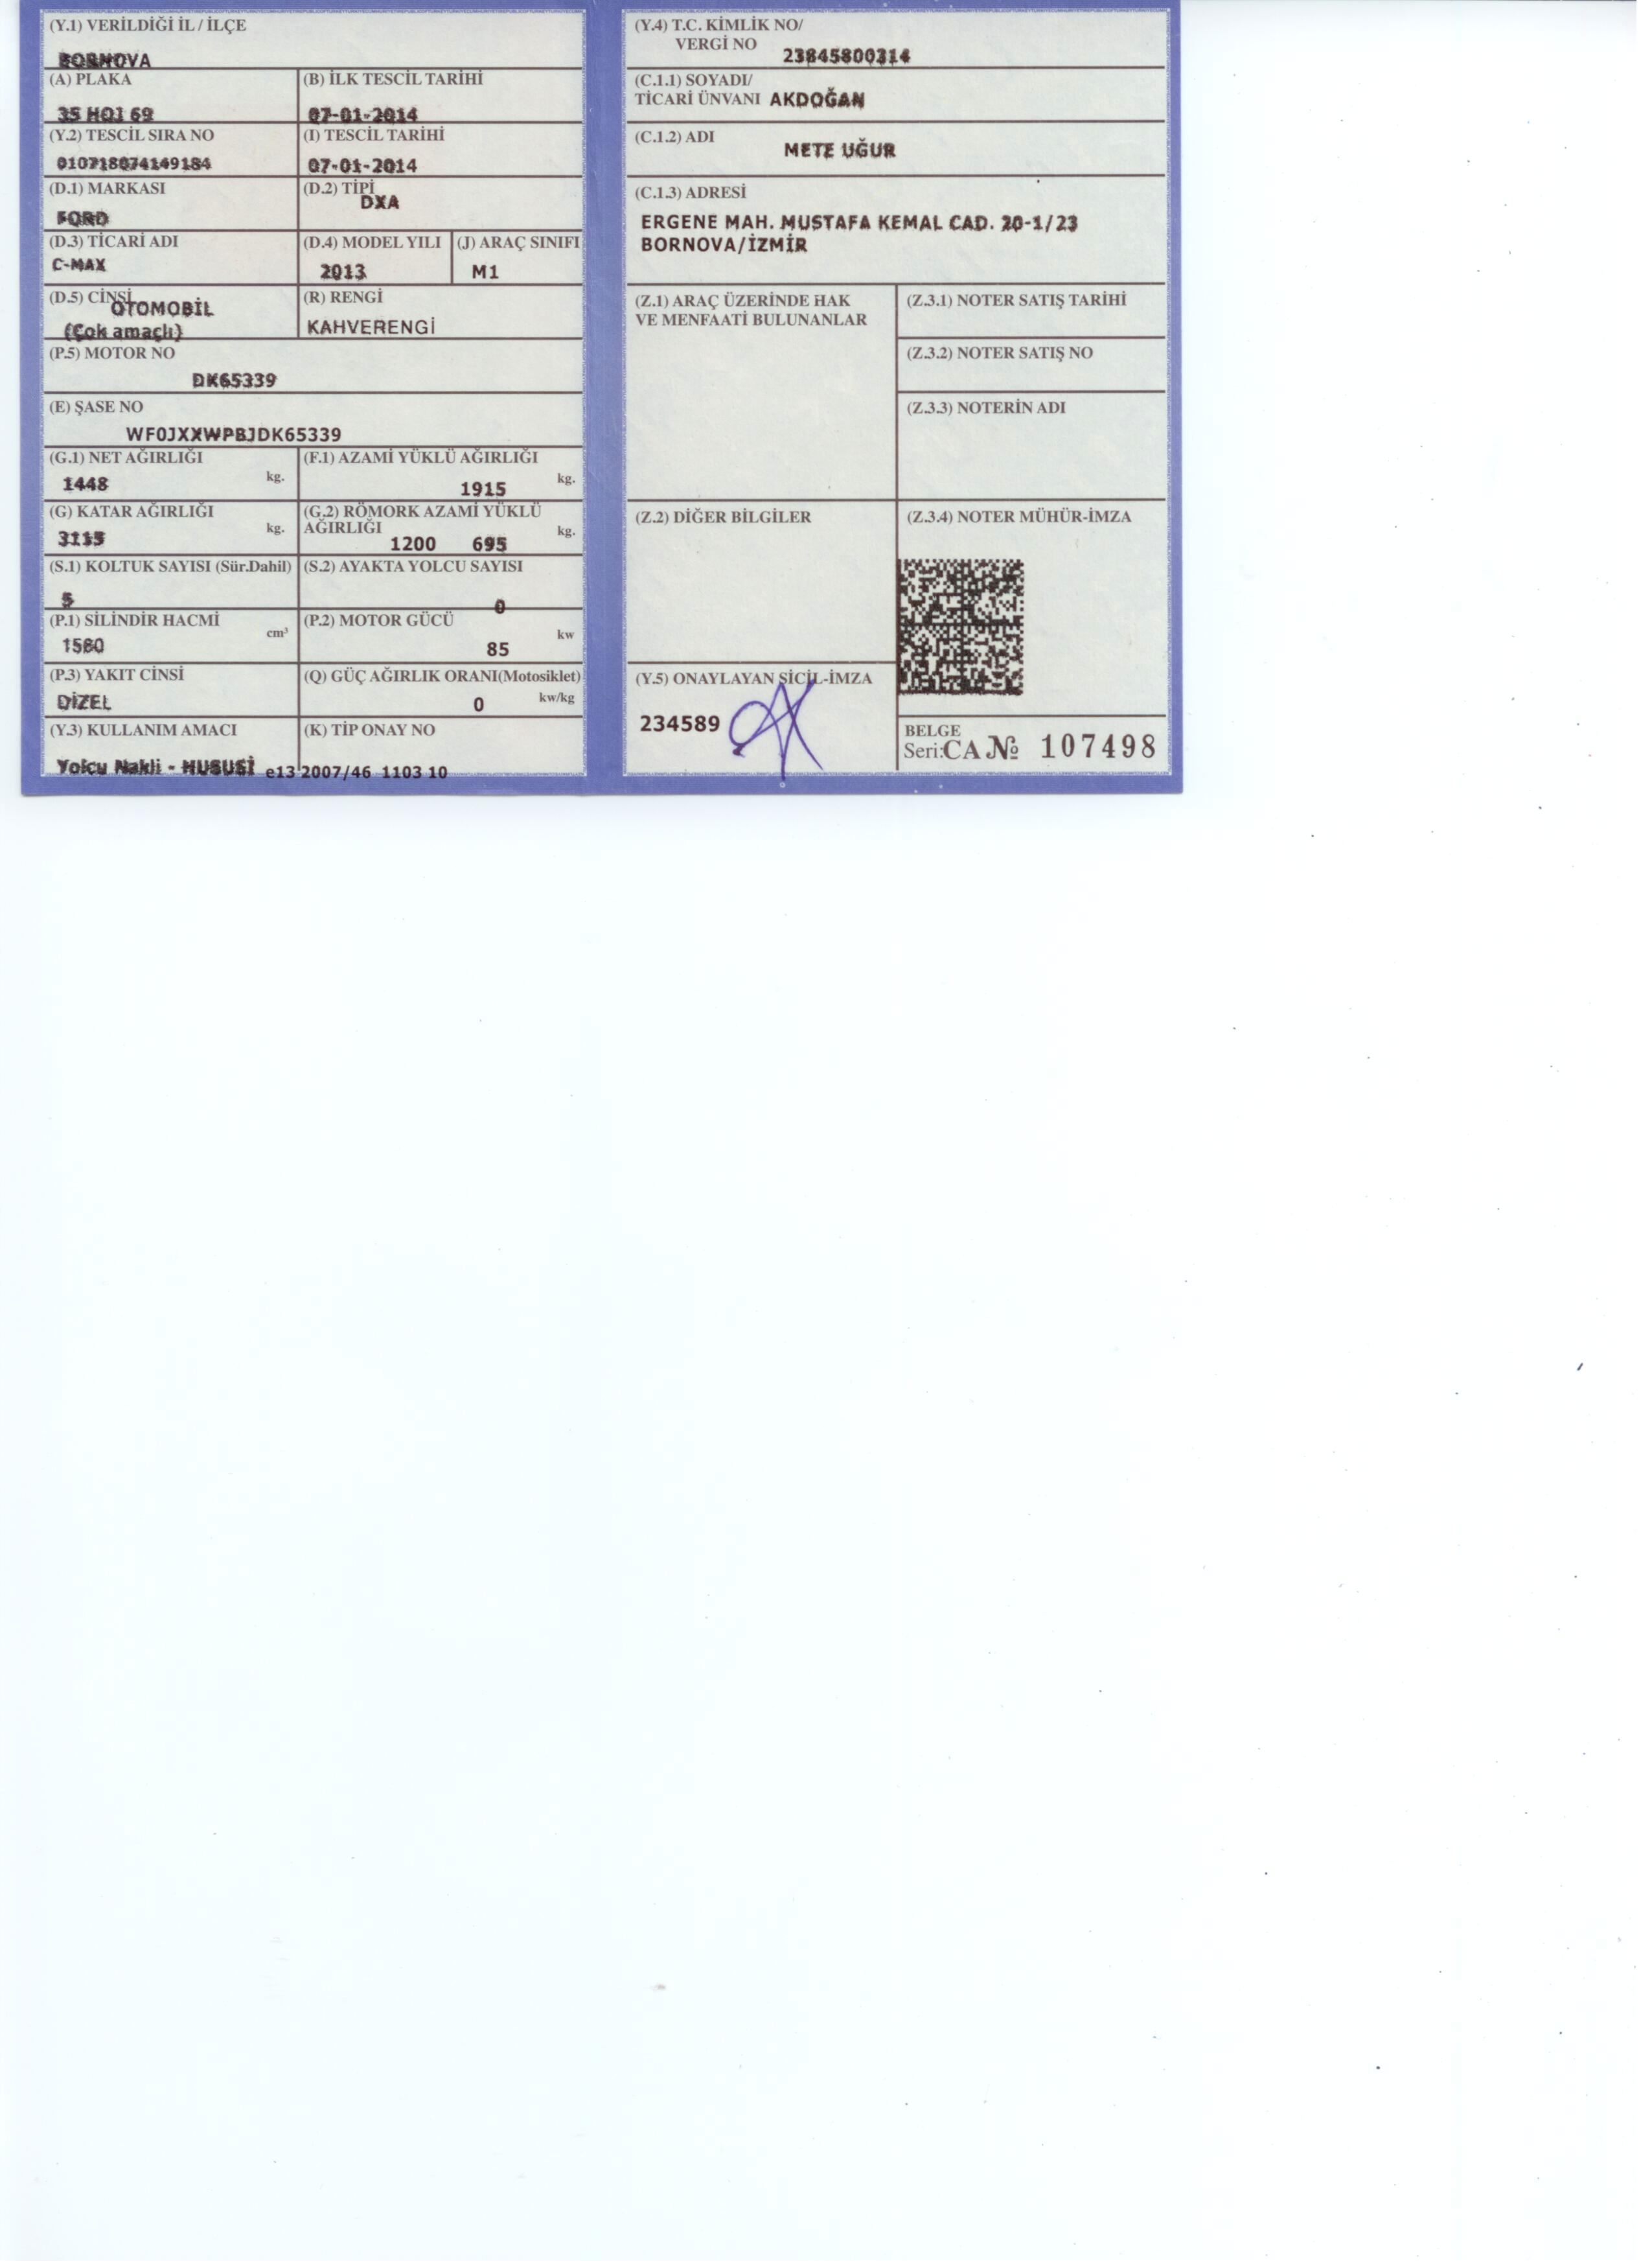 (Y.1) VERİLDİĞİ İL / İLÇE
BORNOVA
(A) PLAKA
35 HOJ 69
(B) İLK TESCİL TARİHİ
07-01-2014
(Y.2) TESCİL SIRA NO
010718074149184
(I) TESCİL TARİHİ
07-01-2014
(D.1) MARKASI
FORD
(D.2) TİPİ
DXA
(D.3) TİCARİ ADI
C-MAX
(D.4) MODEL YILI
2013
(J) ARAÇ SINIFI
M1
(D.5) CİNSİ
OTOMOBİL
(Çok amaçlı)
(R) RENGİ
KAHVERENGİ
(P.5) MOTOR NO
DK65339
(E) ŞASE NO
WF0JXXWPBJDK65339
(G.1) NET AĞIRLIĞI
1448 kg.
(F.1) AZAMİ YÜKLÜ AĞIRLIĞI
1915 kg.
(G) KATAR AĞIRLIĞI
3115 kg.
(G.2) RÖMORK AZAMİ YÜKLÜ
AĞIRLIĞI
1200 695 kg.
(S.1) KOLTUK SAYISI (Sür.Dahil)
5
(S.2) AYAKTA YOLCU SAYISI
0
(P.1) SİLİNDİR HACMİ
1560 cm³
(P.2) MOTOR GÜCÜ
85 kw
(P.3) YAKIT CİNSİ
DİZEL
(Q) GÜÇ AĞIRLIK ORANI(Motosiklet)
0 kw/kg
(Y.3) KULLANIM AMACI
Yolcu Nakli - HUSUSİ
(K) TİP ONAY NO
e13 2007/46 1103 10
(Y.4) T.C. KİMLİK NO/
VERGİ NO
23845800314
(C.1.1) SOYADI/
TİCARİ ÜNVANI AKDOĞAN
(C.1.2) ADI
METE UĞUR
(C.1.3) ADRESİ
ERGENE MAH. MUSTAFA KEMAL CAD. 20-1/23
BORNOVA/İZMİR
(Z.1) ARAÇ ÜZERİNDE HAK
VE MENFAATİ BULUNANLAR
(Z.3.1) NOTER SATIŞ TARİHİ
(Z.3.2) NOTER SATIŞ NO
(Z.3.3) NOTERİN ADI
(Z.2) DİĞER BİLGİLER
(Z.3.4) NOTER MÜHÜR-İMZA
(Y.5) ONAYLAYAN SİCİL-İMZA
234589
BELGE
Seri:CA № 107498